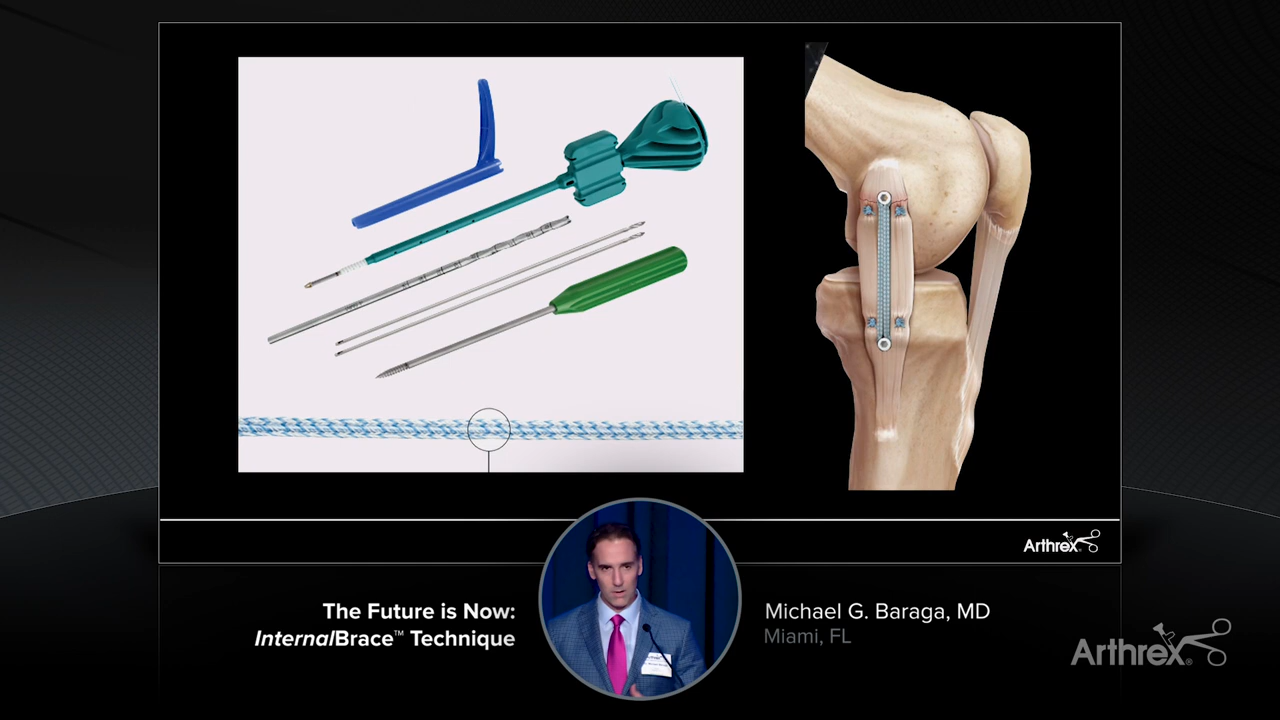 Arthrex®
The Future is Now:
InternalBrace™ Technique
Michael G. Baraga, MD
Miami, FL
Arthrex®